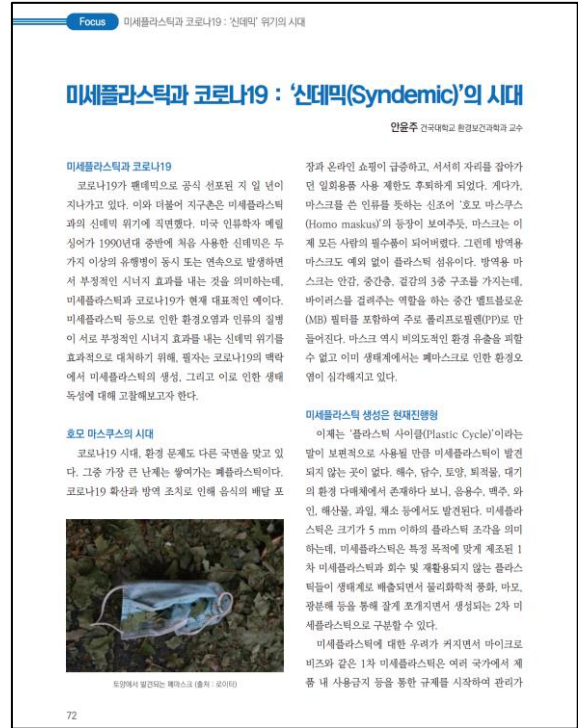 Focus 미세플라스틱과 코로나19 : ‘신데믹’ 위기의 시대
미세플라스틱과 코로나19 : ‘신데믹(Syndemic)’의 시대
안윤주 건국대학교 환경보건과학과 교수
미세플라스틱과 코로나19
코로나19가 팬데믹으로 공식 선포된 지 일 년이
지나가고 있다. 이와 더불어 지구촌은 미세플라스틱
과의 신데믹 위기에 직면했다. 미국 인류학자 메릴
싱어가 1990년대 중반에 처음 사용한 신데믹은 두
가지 이상의 유행병이 동시 또는 연속으로 발생하면
서 부정적인 시너지 효과를 내는 것을 의미하는데,
미세플라스틱과 코로나19가 현재 대표적인 예이다.
미세플라스틱 등으로 인한 환경오염과 인류의 질병
이 서로 부정적인 시너지 효과를 내는 신데믹 위기를
효과적으로 대처하기 위해, 필자는 코로나19의 맥락
에서 미세플라스틱의 생성, 그리고 이로 인한 생태
독성에 대해 고찰해보고자 한다.
호모 마스쿠스의 시대
코로나19 시대, 환경 문제도 다른 국면을 맞고 있
다. 그중 가장 큰 난제는 쌓여가는 폐플라스틱이다.
코로나19 확산과 방역 조치로 인해 음식의 배달 포
토양에서 발견되는 폐마스크 (출처 : 로이터)
장과 온라인 쇼핑이 급증하고, 서서히 자리를 잡아가
던 일회용품 사용 제한도 후퇴하게 되었다. 게다가,
마스크를 쓴 인류를 뜻하는 신조어 ‘호모 마스쿠스
(Homo maskus)’의 등장이 보여주듯, 마스크는 이
제 모든 사람의 필수품이 되어버렸다. 그런데 방역용
마스크도 예외 없이 플라스틱 섬유이다. 방역용 마
스크는 안감, 중간층, 겉감의 3중 구조를 가지는데,
바이러스를 걸러주는 역할을 하는 중간 멜트블로운
(MB) 필터를 포함하여 주로 폴리프로필렌(PP)로 만
들어진다. 마스크 역시 비의도적인 환경 유출을 피할
수 없고 이미 생태계에서는 폐마스크로 인한 환경오
염이 심각해지고 있다.
미세플라스틱 생성은 현재진행형
이제는 ‘플라스틱 사이클(Plastic Cycle)’이라는
말이 보편적으로 사용될 만큼 미세플라스틱이 발견
되지 않는 곳이 없다. 해수, 담수, 토양, 퇴적물, 대기
의 환경 다매체에서 존재하다 보니, 음용수, 맥주, 와
인, 해산물, 과일, 채소 등에서도 발견된다. 미세플라
스틱은 크기가 5 mm 이하의 플라스틱 조각을 의미
하는데, 미세플라스틱은 특정 목적에 맞게 제조된 1
차 미세플라스틱과 회수 및 재활용되지 않는 플라스
틱들이 생태계로 배출되면서 물리화학적 풍화, 마모,
광분해 등을 통해 잘게 쪼개지면서 생성되는 2차 미
세플라스틱으로 구분할 수 있다.
미세플라스틱에 대한 우려가 커지면서 마이크로
비즈와 같은 1차 미세플라스틱은 여러 국가에서 제
품 내 사용금지 등을 통한 규제를 시작하여 관리가
72